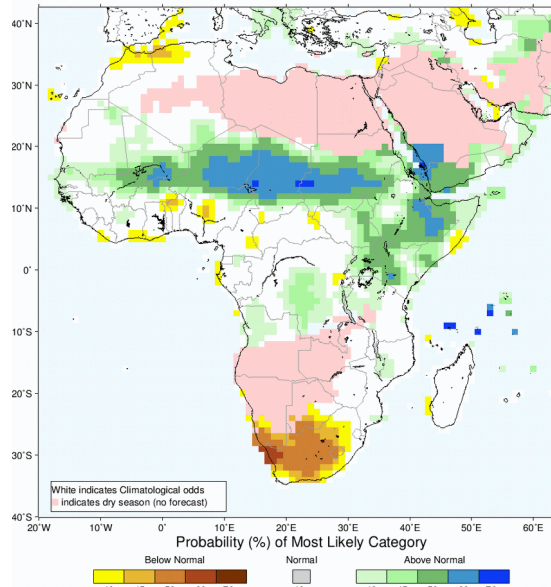 40°N
30°N
20°N
10°N
0°
10°S
20°S
30°S
40°S
White indicates Climatological odds
indicates dry season (no forecast)
20°W 10°W 0° 10°E 20°E 30°E 40°E 50°E 60°E
Probability (%) of Most Likely Category
Below Normal Normal Above Normal